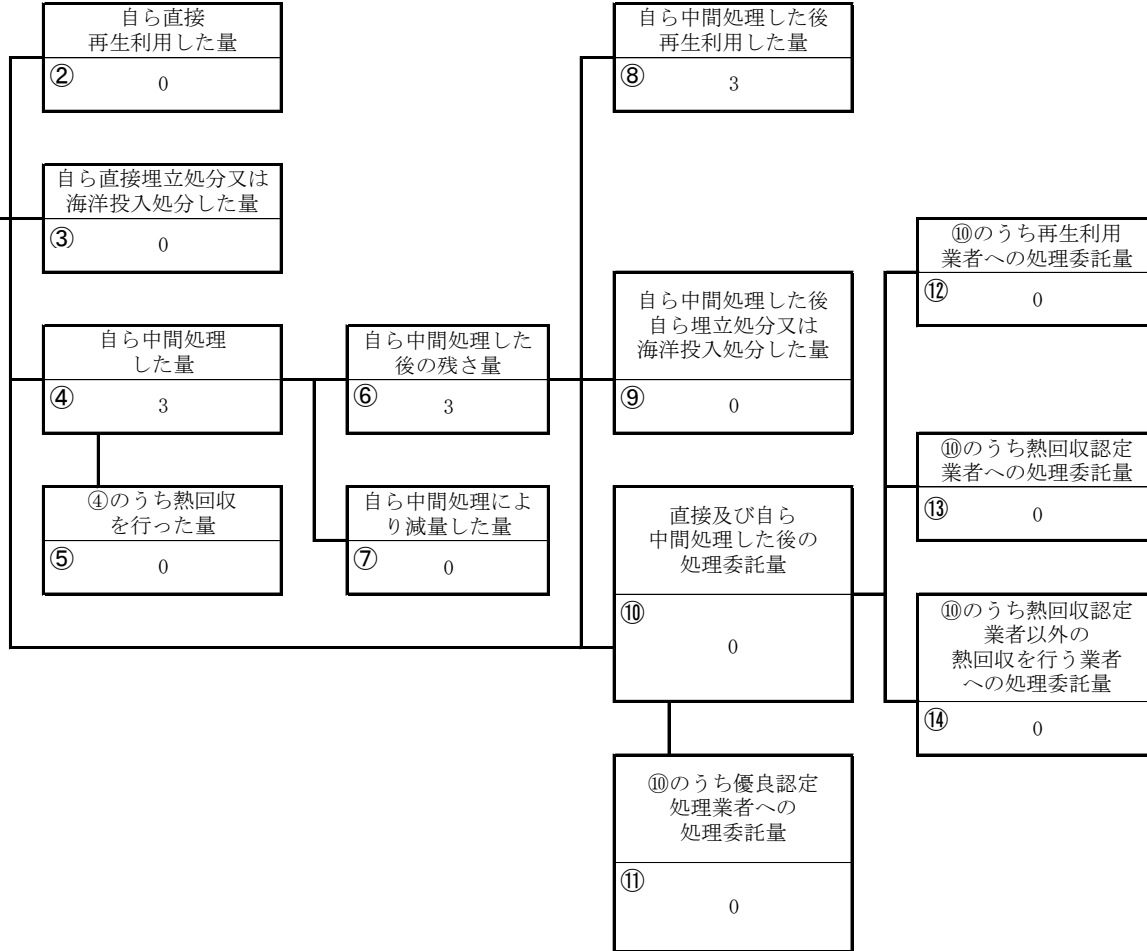 自ら直接
再生利用した量
②
0
自ら中間処理した後
再生利用した量
⑧
3
自ら直接埋立処分又は
海洋投入処分した量
③
0
⑩のうち再生利用
業者への処理委託量
⑫
0
自ら中間処理
した量
④
3
自ら中間処理した
後の残さ量
⑥
3
自ら中間処理した後
自ら埋立処分又は
海洋投入処分した量
⑨
0
⑩のうち熱回収認定
業者への処理委託量
⑬
0
④のうち熱回収
を行った量
⑤
0
自ら中間処理によ
り減量した量
⑦
0
直接及び自ら
中間処理した後の
処理委託量
⑩
0
⑩のうち熱回収認定
業者以外の
熱回収を行う業者
への処理委託量
⑭
0
⑩のうち優良認定
処理業者への
処理委託量
⑪
0